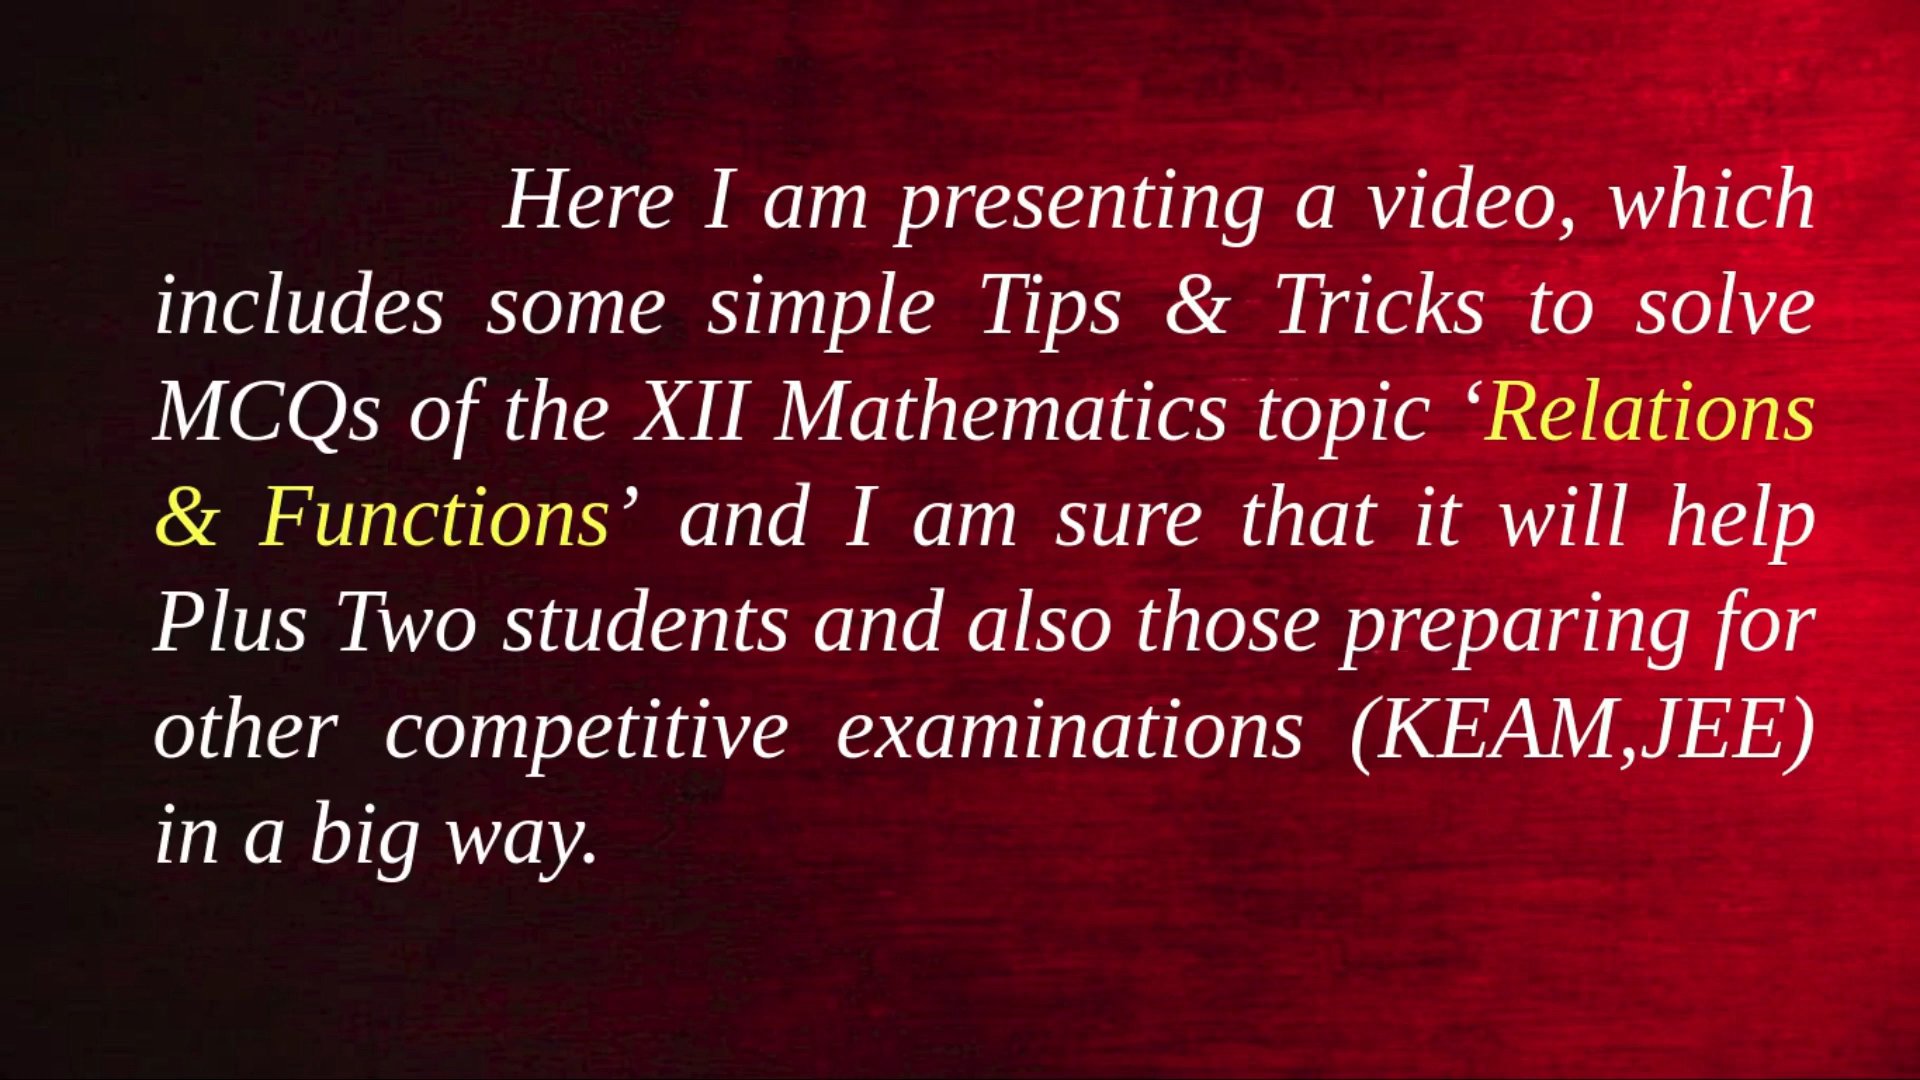 Here I am presenting a video, which
includes some simple Tips & Tricks to solve
MCQs of the XII Mathematics topic ‘Relations
& Functions’ and I am sure that it will help
Plus Two students and also those preparing for
other competitive examinations (KEAM,JEE)
in a big way.